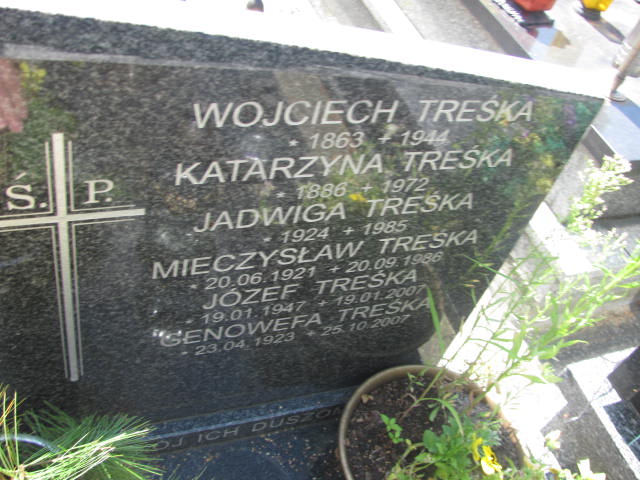 Ś. P.
WOJCIECH TREŚKA
* 1863 + 1944
KATARZYNA TREŚKA
* 1886 + 1972
JADWIGA TREŚKA
* 1924 + 1985
MIECZYSŁAW TREŚKA
* 20.06.1921 + 20.09.1986
JÓZEF TREŚKA
* 19.01.1947 + 19.01.2007
GENOWEFA TREŚKA
* 23.04.1923 + 25.10.2007
ICH